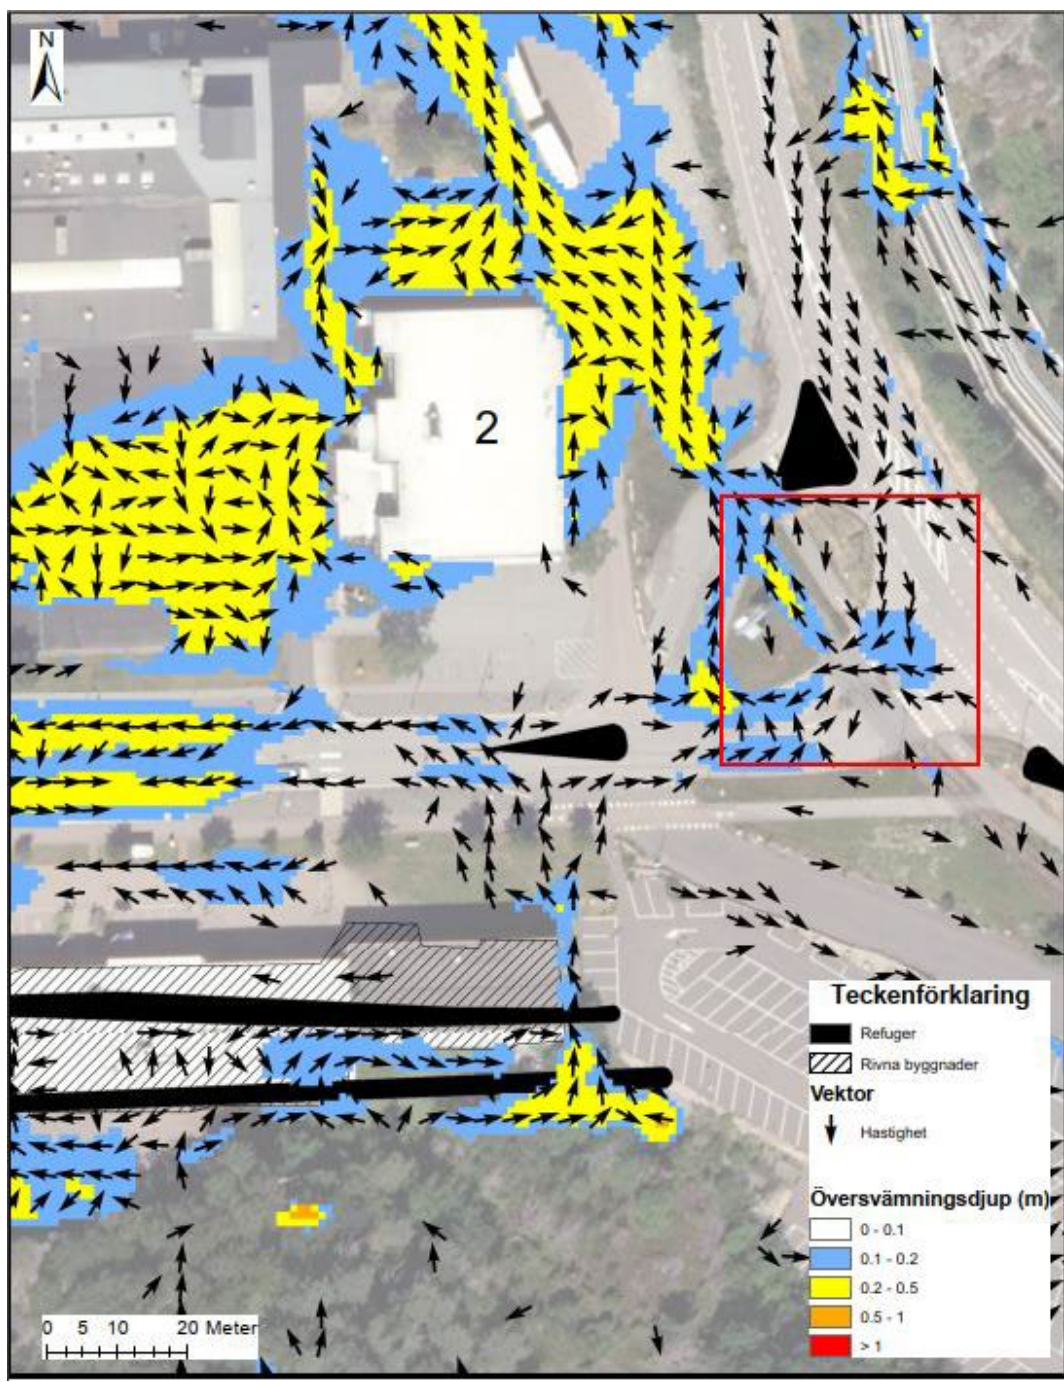 N
2
Teckenförklaring
Refuger
Rivna byggnader
Vektor
Hastighet
Översvämningsdjup (m)
0 - 0.1
0.1 - 0.2
0.2 - 0.5
0.5 - 1
> 1
0 5 10 20 Meter